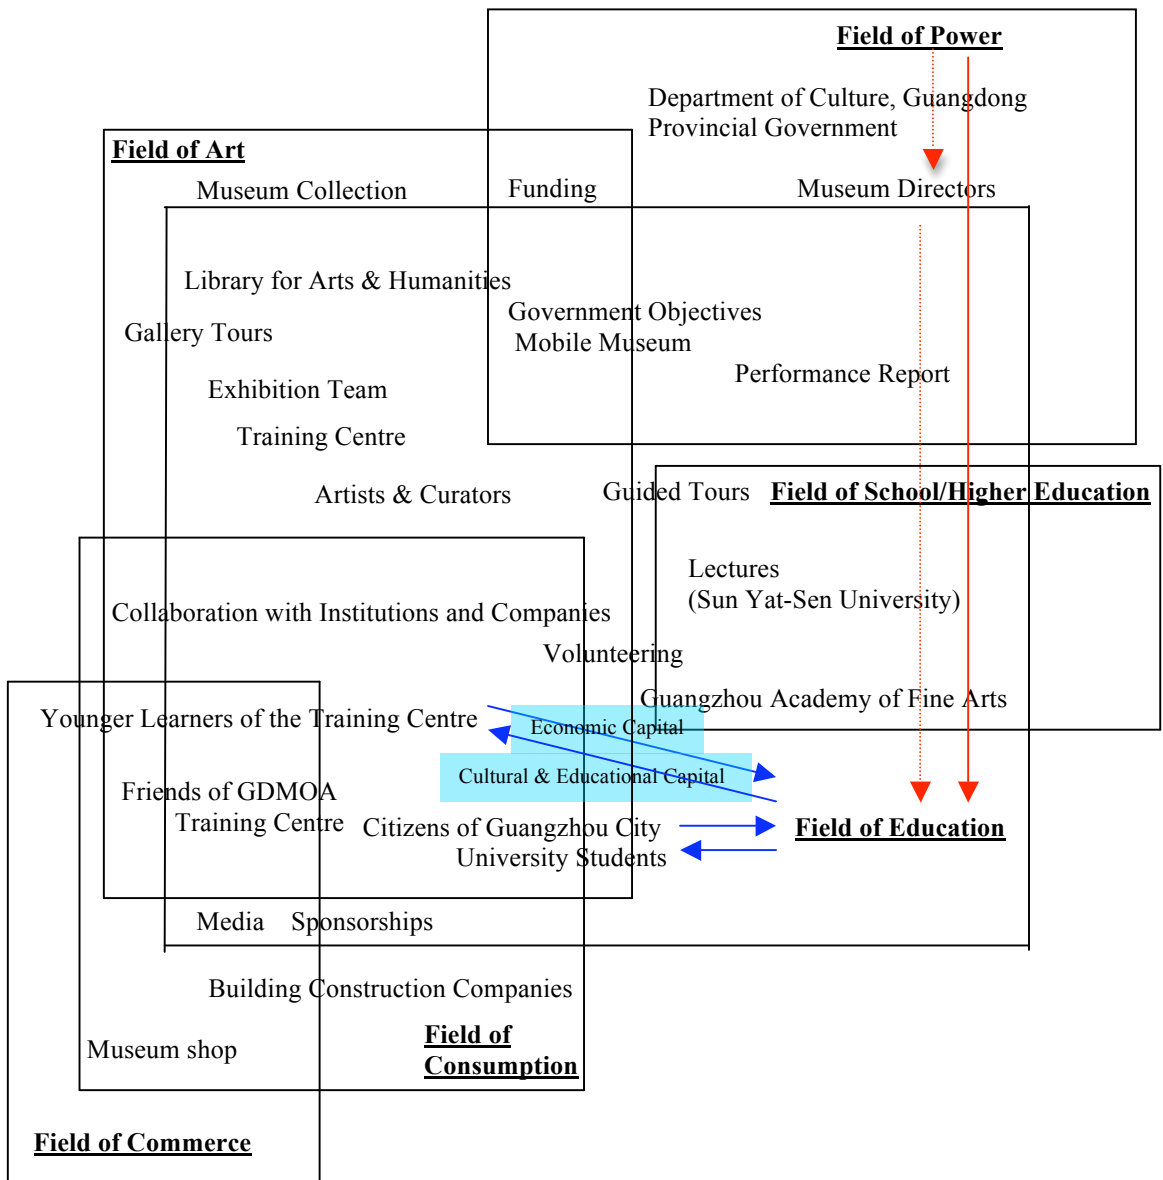 Field of Power
Department of Culture, Guangdong
Provincial Government
Field of Art
Museum Collection
Funding
Museum Directors
Library for Arts & Humanities
Government Objectives
Mobile Museum
Gallery Tours
Performance Report
Exhibition Team
Training Centre
Artists & Curators
Guided Tours
Field of School/Higher Education
Lectures
(Sun Yat-Sen University)
Collaboration with Institutions and Companies
Volunteering
Guangzhou Academy of Fine Arts
Younger Learners of the Training Centre
Economic Capital
Cultural & Educational Capital
Friends of GDMOA
Training Centre
Citizens of Guangzhou City
University Students
Field of Education
Media Sponsorships
Building Construction Companies
Field of
Consumption
Museum shop
Field of Commerce